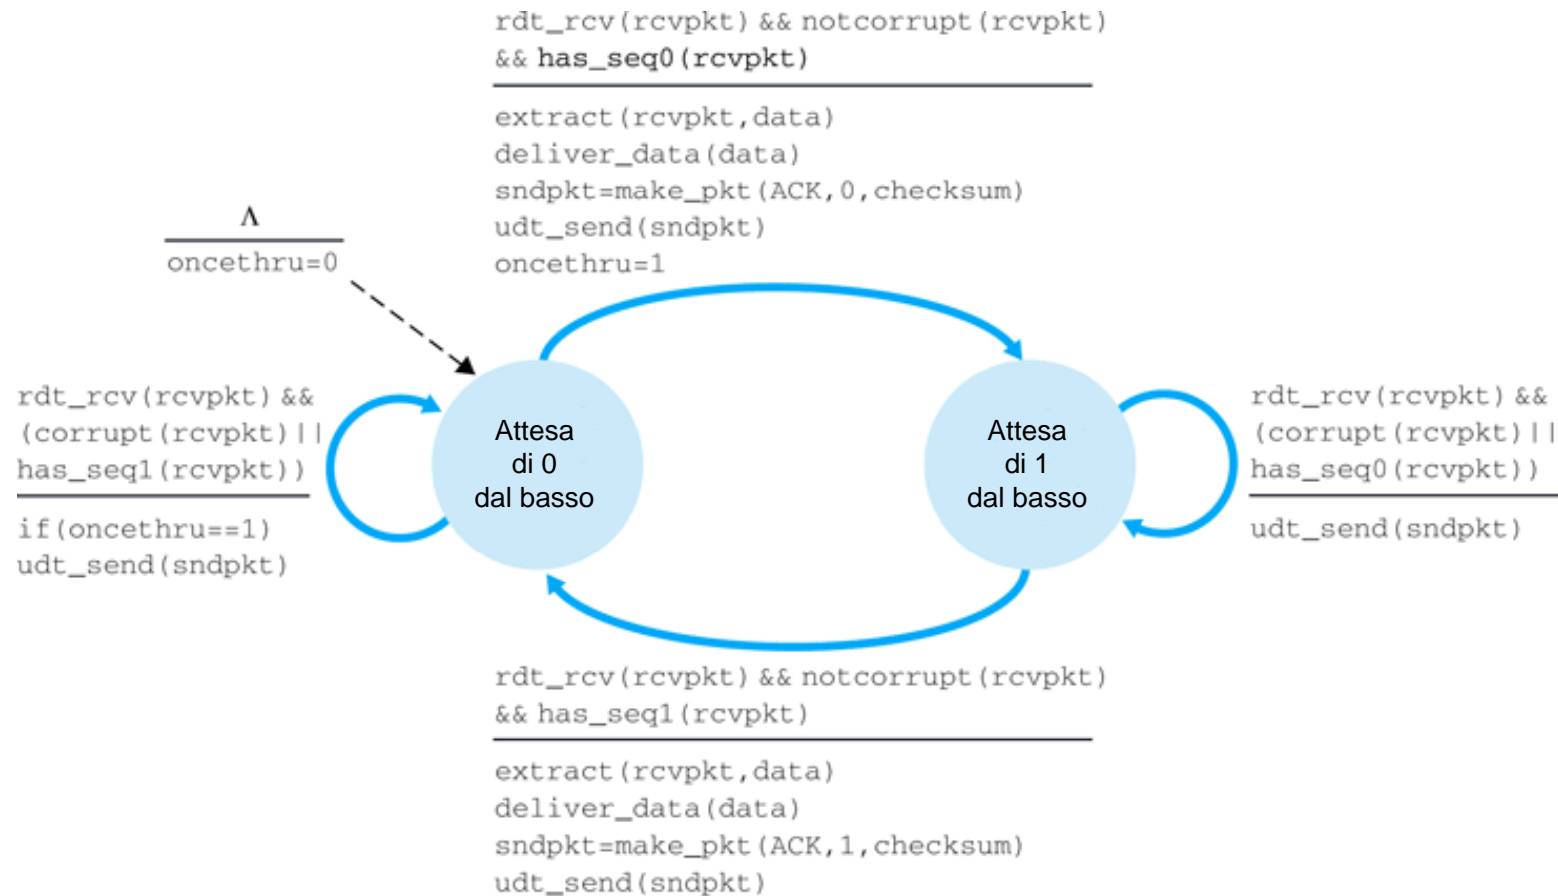 rdt_rcv(rcvpkt) && notcorrupt(rcvpkt)
&& has_seq0(rcvpkt)
extract(rcvpkt,data)
deliver_data(data)
sndpkt=make_pkt(ACK,0,checksum)
udt_send(sndpkt)
oncethru=1
Λ
oncethru=0
rdt_rcv(rcvpkt) &&
(corrupt(rcvpkt)||
has_seq1(rcvpkt))
if(oncethru==1)
udt_send(sndpkt)
Attesa
di 0
dal basso
Attesa
di 1
dal basso
rdt_rcv(rcvpkt) &&
(corrupt(rcvpkt)||
has_seq0(rcvpkt))
udt_send(sndpkt)
rdt_rcv(rcvpkt) && notcorrupt(rcvpkt)
&& has_seq1(rcvpkt)
extract(rcvpkt,data)
deliver_data(data)
sndpkt=make_pkt(ACK,1,checksum)
udt_send(sndpkt)